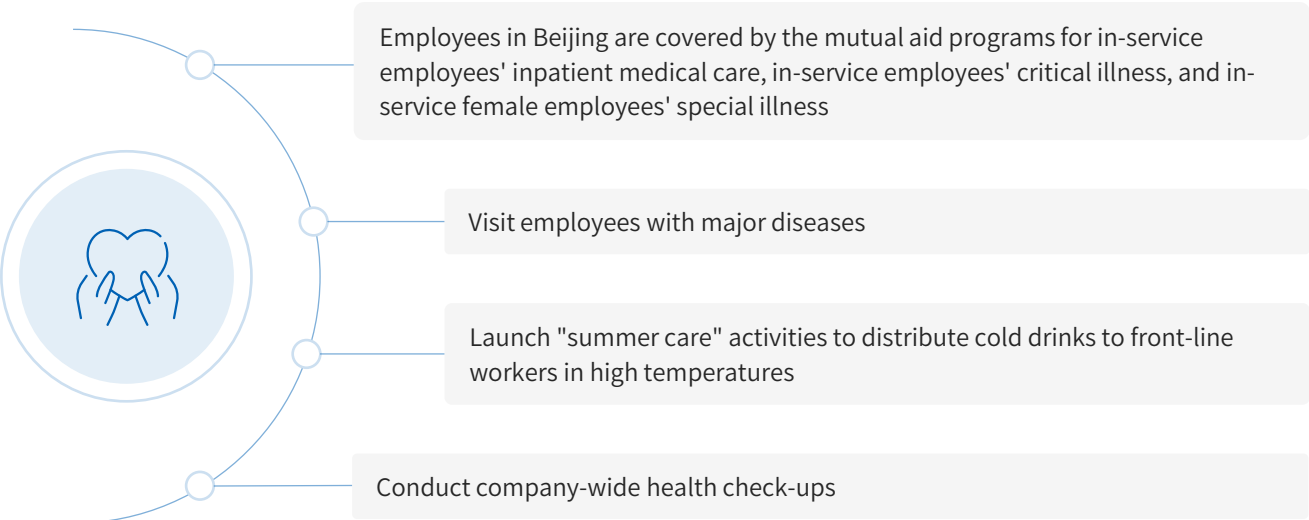 Employees in Beijing are covered by the mutual aid programs for in-service
employees' inpatient medical care, in-service employees' critical illness, and in-
service female employees' special illness
Visit employees with major diseases
Launch "summer care" activities to distribute cold drinks to front-line
workers in high temperatures
Conduct company-wide health check-ups